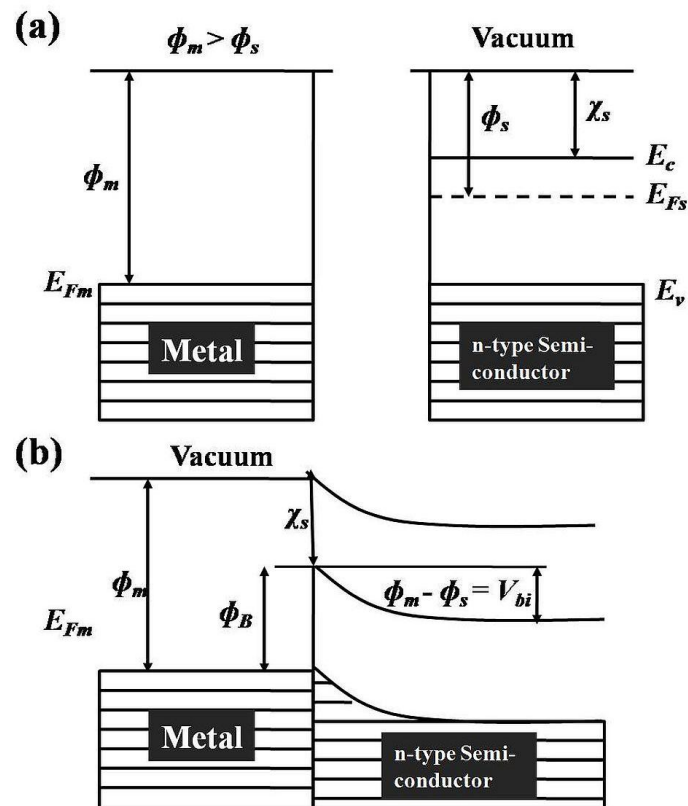 (a)
ϕm > ϕs
Vacuum
ϕm
ϕs
χs
Ec
EFs
EFm
Ev
Metal
n-type Semi-
conductor
(b)
Vacuum
χs
ϕm
ϕB
ϕm - ϕs = Vbi
EFm
Metal
n-type Semi-
conductor